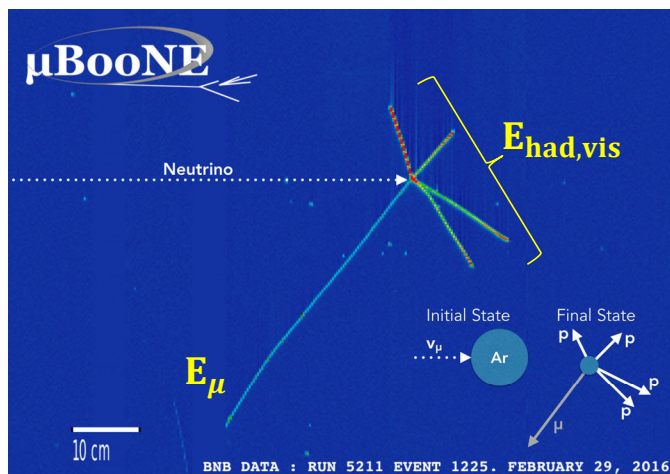 μBooNE
E_had,vis
Neutrino
Initial State
Final State
ν_μ
Ar
p
p
p
p
μ
E_μ
10 cm
BNB DATA : RUN 5211 EVENT 1225. FEBRUARY 29, 2016